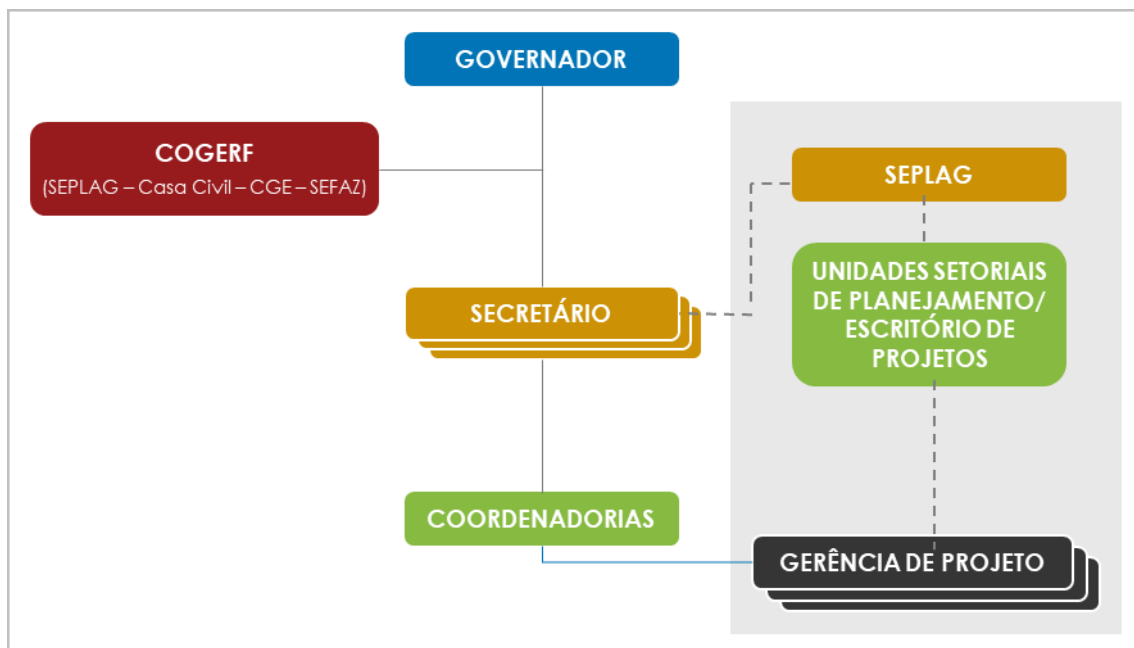 GOVERNADOR
COGERF
(SEPLAG – Casa Civil – CGE – SEFAZ)
SEPLAG
UNIDADES SETORIAIS
DE PLANEJAMENTO/
ESCRITÓRIO DE
PROJETOS
SECRETÁRIO
COORDENADORIAS
GERÊNCIA DE PROJETO